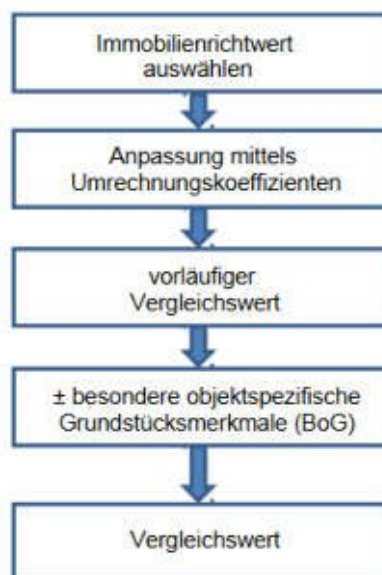 Immobilienrichtwert
auswählen
Anpassung mittels
Umrechnungskoeffizienten
vorläufiger
Vergleichswert
± besondere objektspezifische
Grundstücksmerkmale (BoG)
Vergleichswert